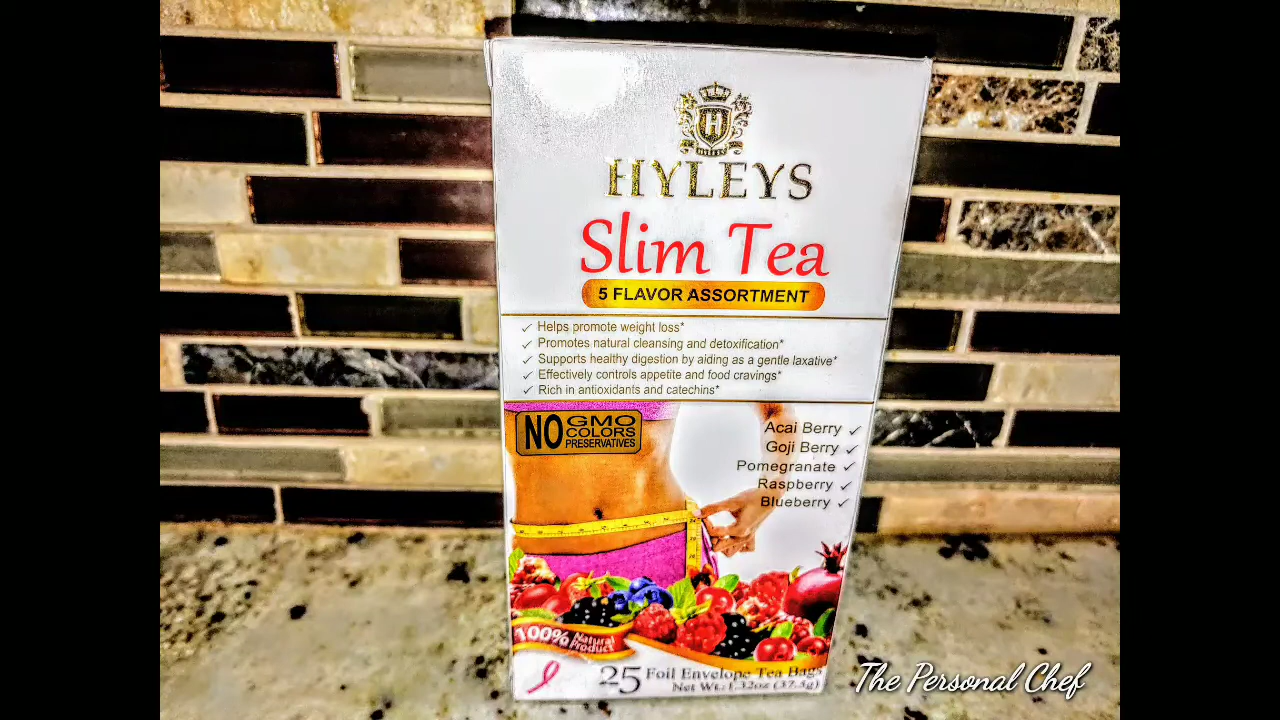 H
HYLEYS
HYLEYS
Slim Tea
5 FLAVOR ASSORTMENT
✓ Helps promote weight loss*
✓ Promotes natural cleansing and detoxification*
✓ Supports healthy digestion by aiding as a gentle laxative*
✓ Effectively controls appetite and food cravings*
✓ Rich in antioxidants and catechins*
NO GMO
COLORS
PRESERVATIVES
Acai Berry ✓
Goji Berry ✓
Pomegranate ✓
Raspberry ✓
Blueberry ✓
100% Natural
Product
25 Foil Envelope Tea Bags
Net Wt.: 1.32oz (37.5g)
The Personal Chef